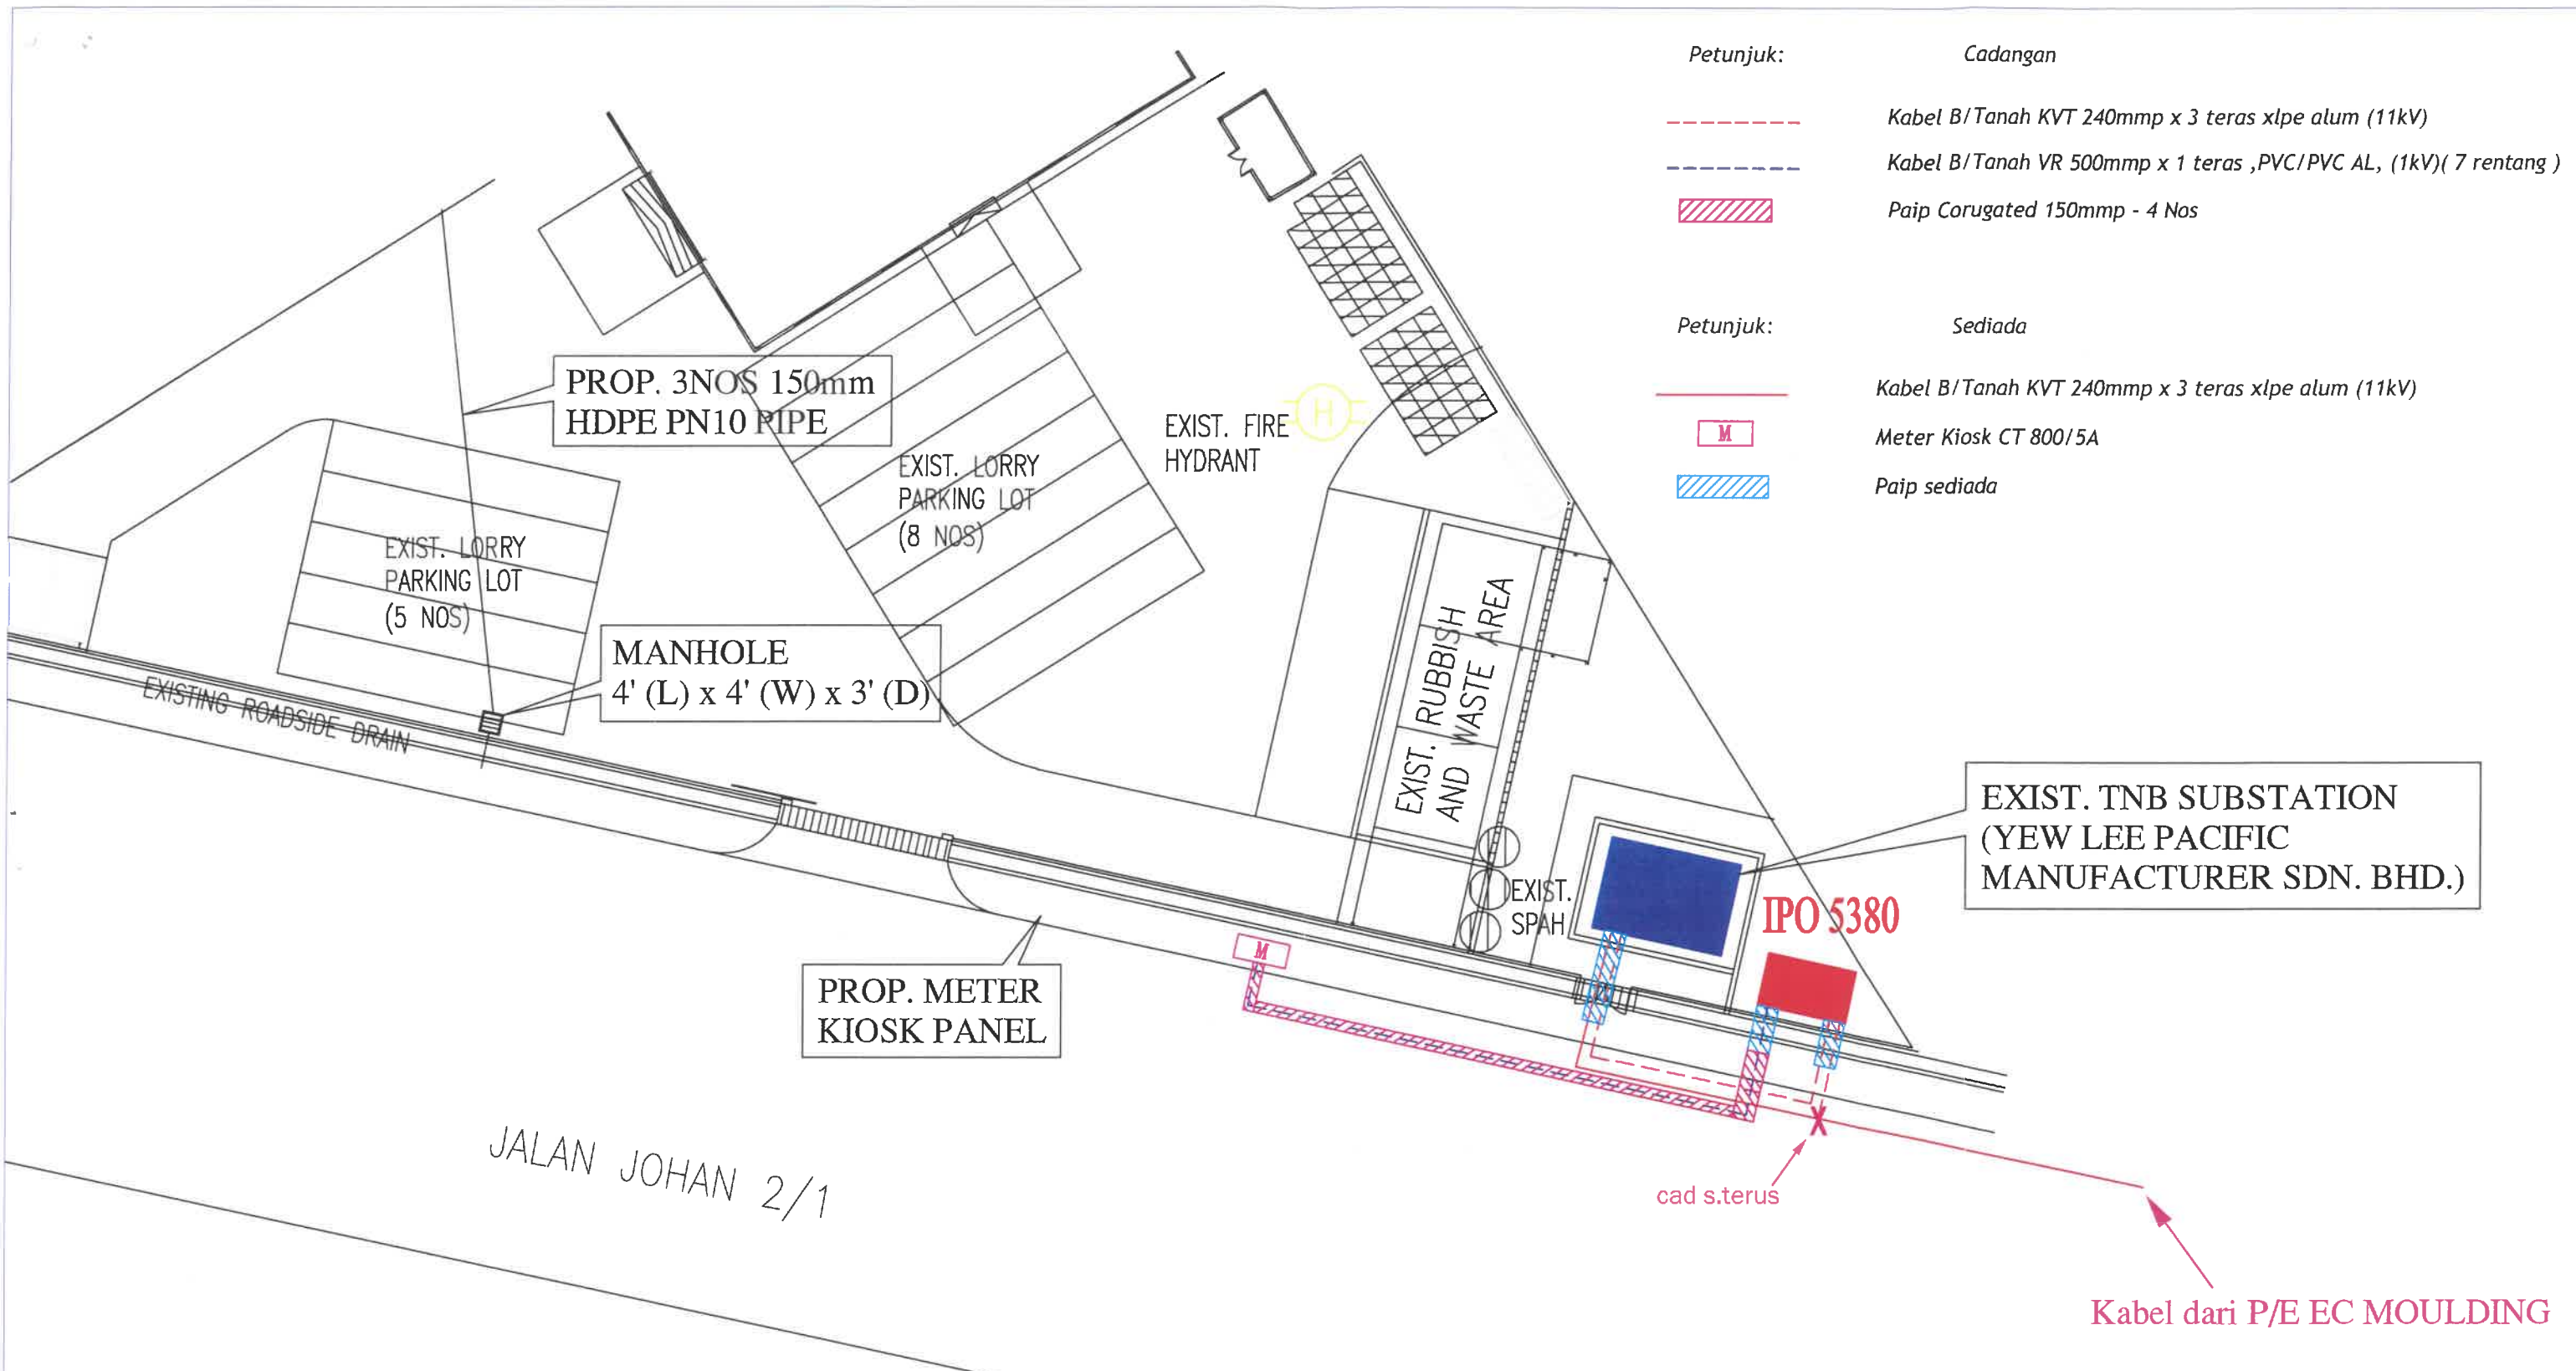 Petunjuk: Cadangan
Kabel B/Tanah KVT 240mmp x 3 teras xlpe alum (11kV)
Kabel B/Tanah VR 500mmp x 1 teras ,PVC/PVC AL, (1kV)( 7 rentang )
Paip Corugated 150mmp - 4 Nos
Petunjuk: Sediada
Kabel B/Tanah KVT 240mmp x 3 teras xlpe alum (11kV)
M
Meter Kiosk CT 800/5A
Paip sediada
PROP. 3NOS 150mm
HDPE PN10 PIPE
H
EXIST. FIRE
HYDRANT
EXIST. LORRY
PARKING LOT
(8 NOS)
EXIST. LORRY
PARKING LOT
(5 NOS)
MANHOLE
4' (L) x 4' (W) x 3' (D)
EXISTING ROADSIDE DRAIN
EXIST. RUBBISH
AND WASTE AREA
EXIST. TNB SUBSTATION
(YEW LEE PACIFIC
MANUFACTURER SDN. BHD.)
EXIST.
SPAH
IPO 5380
M
PROP. METER
KIOSK PANEL
X
cad s.terus
JALAN JOHAN 2/1
Kabel dari P/E EC MOULDING